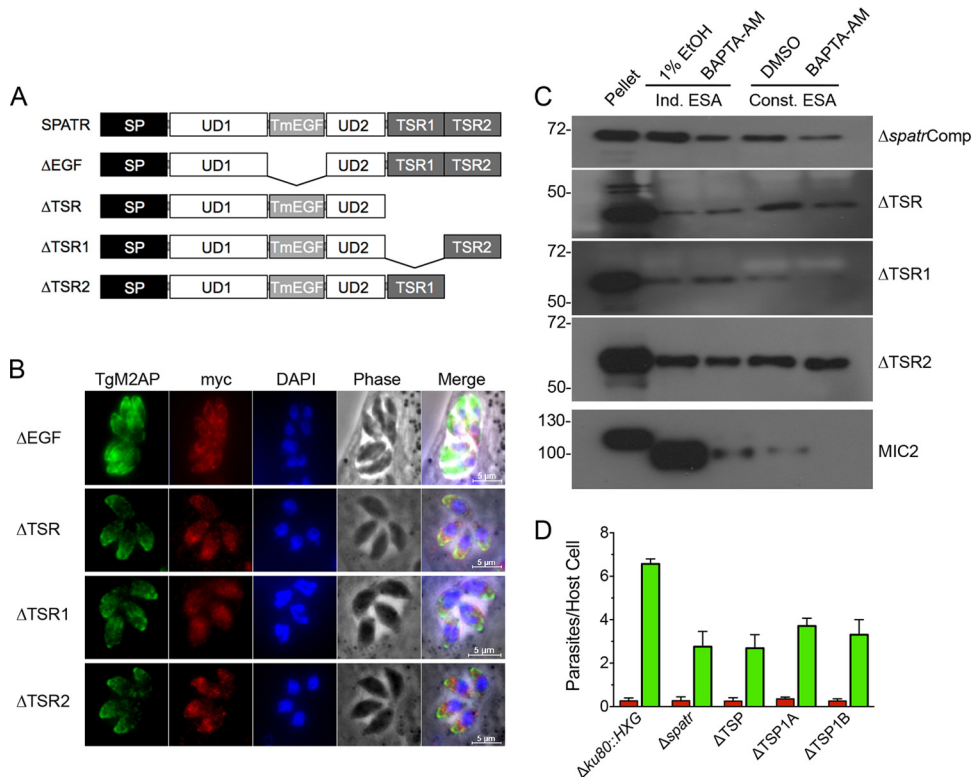 A
SPATR SP UD1 TmEGF UD2 TSR1 TSR2
ΔEGF SP UD1 UD2 TSR1 TSR2
ΔTSR SP UD1 TmEGF UD2
ΔTSR1 SP UD1 TmEGF UD2 TSR2
ΔTSR2 SP UD1 TmEGF UD2 TSR1
B
TgM2AP myc DAPI Phase Merge
ΔEGF
5 µm
ΔTSR
5 µm
ΔTSR1
5 µm
ΔTSR2
5 µm
C
Pellet 1% EtOH BAPTA-AM DMSO BAPTA-AM
Ind. ESA Const. ESA
72- ΔspatrComp
50- ΔTSR
72-
50- ΔTSR1
72-
50- ΔTSR2
130-
100- MIC2
D
Parasites/Host Cell
8
6
4
2
0
Δku80::HXG Δspatr ΔTSP ΔTSP1A ΔTSP1B